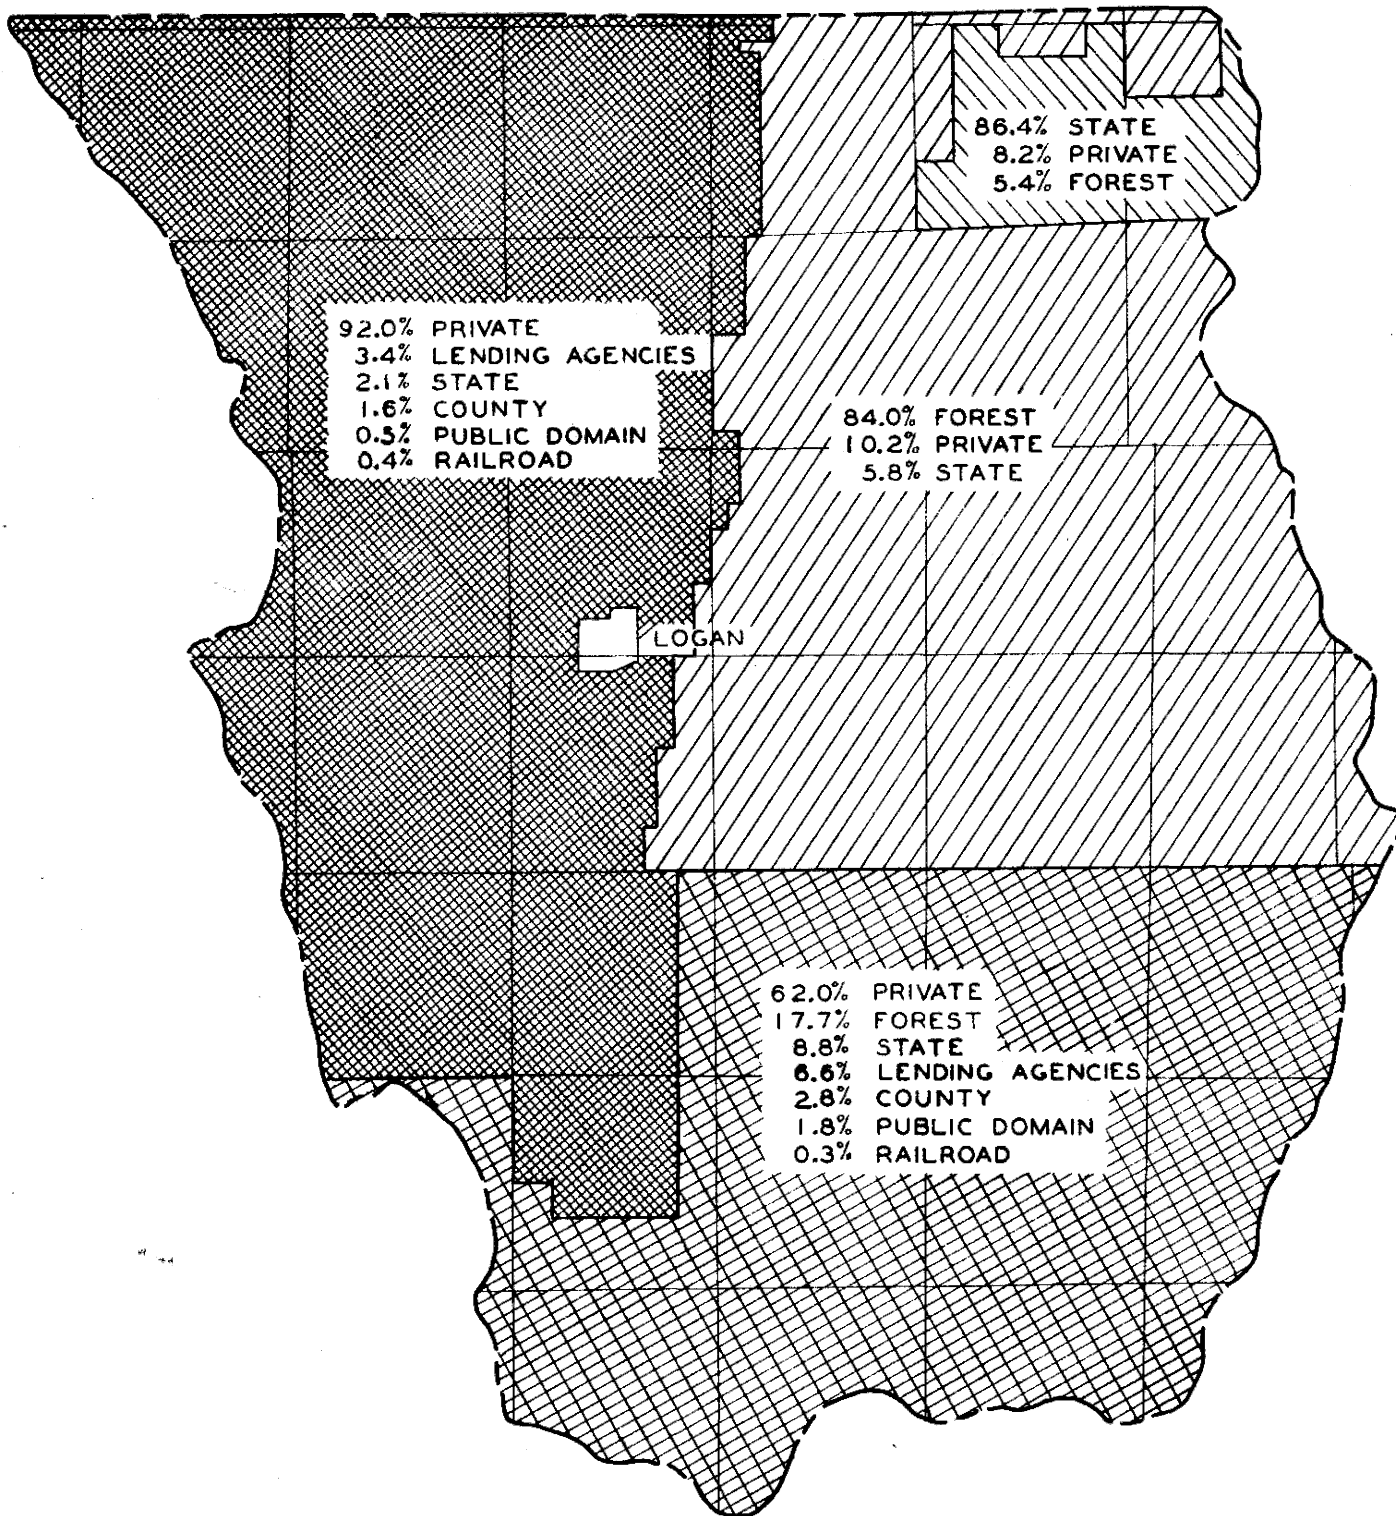 86.4% STATE
8.2% PRIVATE
5.4% FOREST
92.0% PRIVATE
3.4% LENDING AGENCIES
2.1% STATE
1.6% COUNTY
0.5% PUBLIC DOMAIN
0.4% RAILROAD
84.0% FOREST
10.2% PRIVATE
5.8% STATE
LOGAN
62.0% PRIVATE
17.7% FOREST
8.8% STATE
6.6% LENDING AGENCIES
2.8% COUNTY
1.8% PUBLIC DOMAIN
0.3% RAILROAD